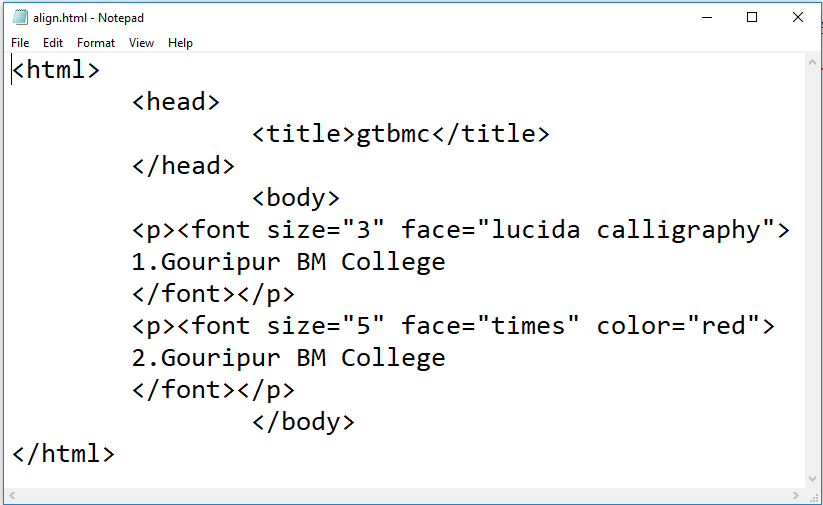 align.html - Notepad
File Edit Format View Help
<html>
<head>
<title>gtbmc</title>
</head>
<body>
<p><font size="3" face="lucida calligraphy">
1.Gouripur BM College
</font></p>
<p><font size="5" face="times" color="red">
2.Gouripur BM College
</font></p>
</body>
</html>